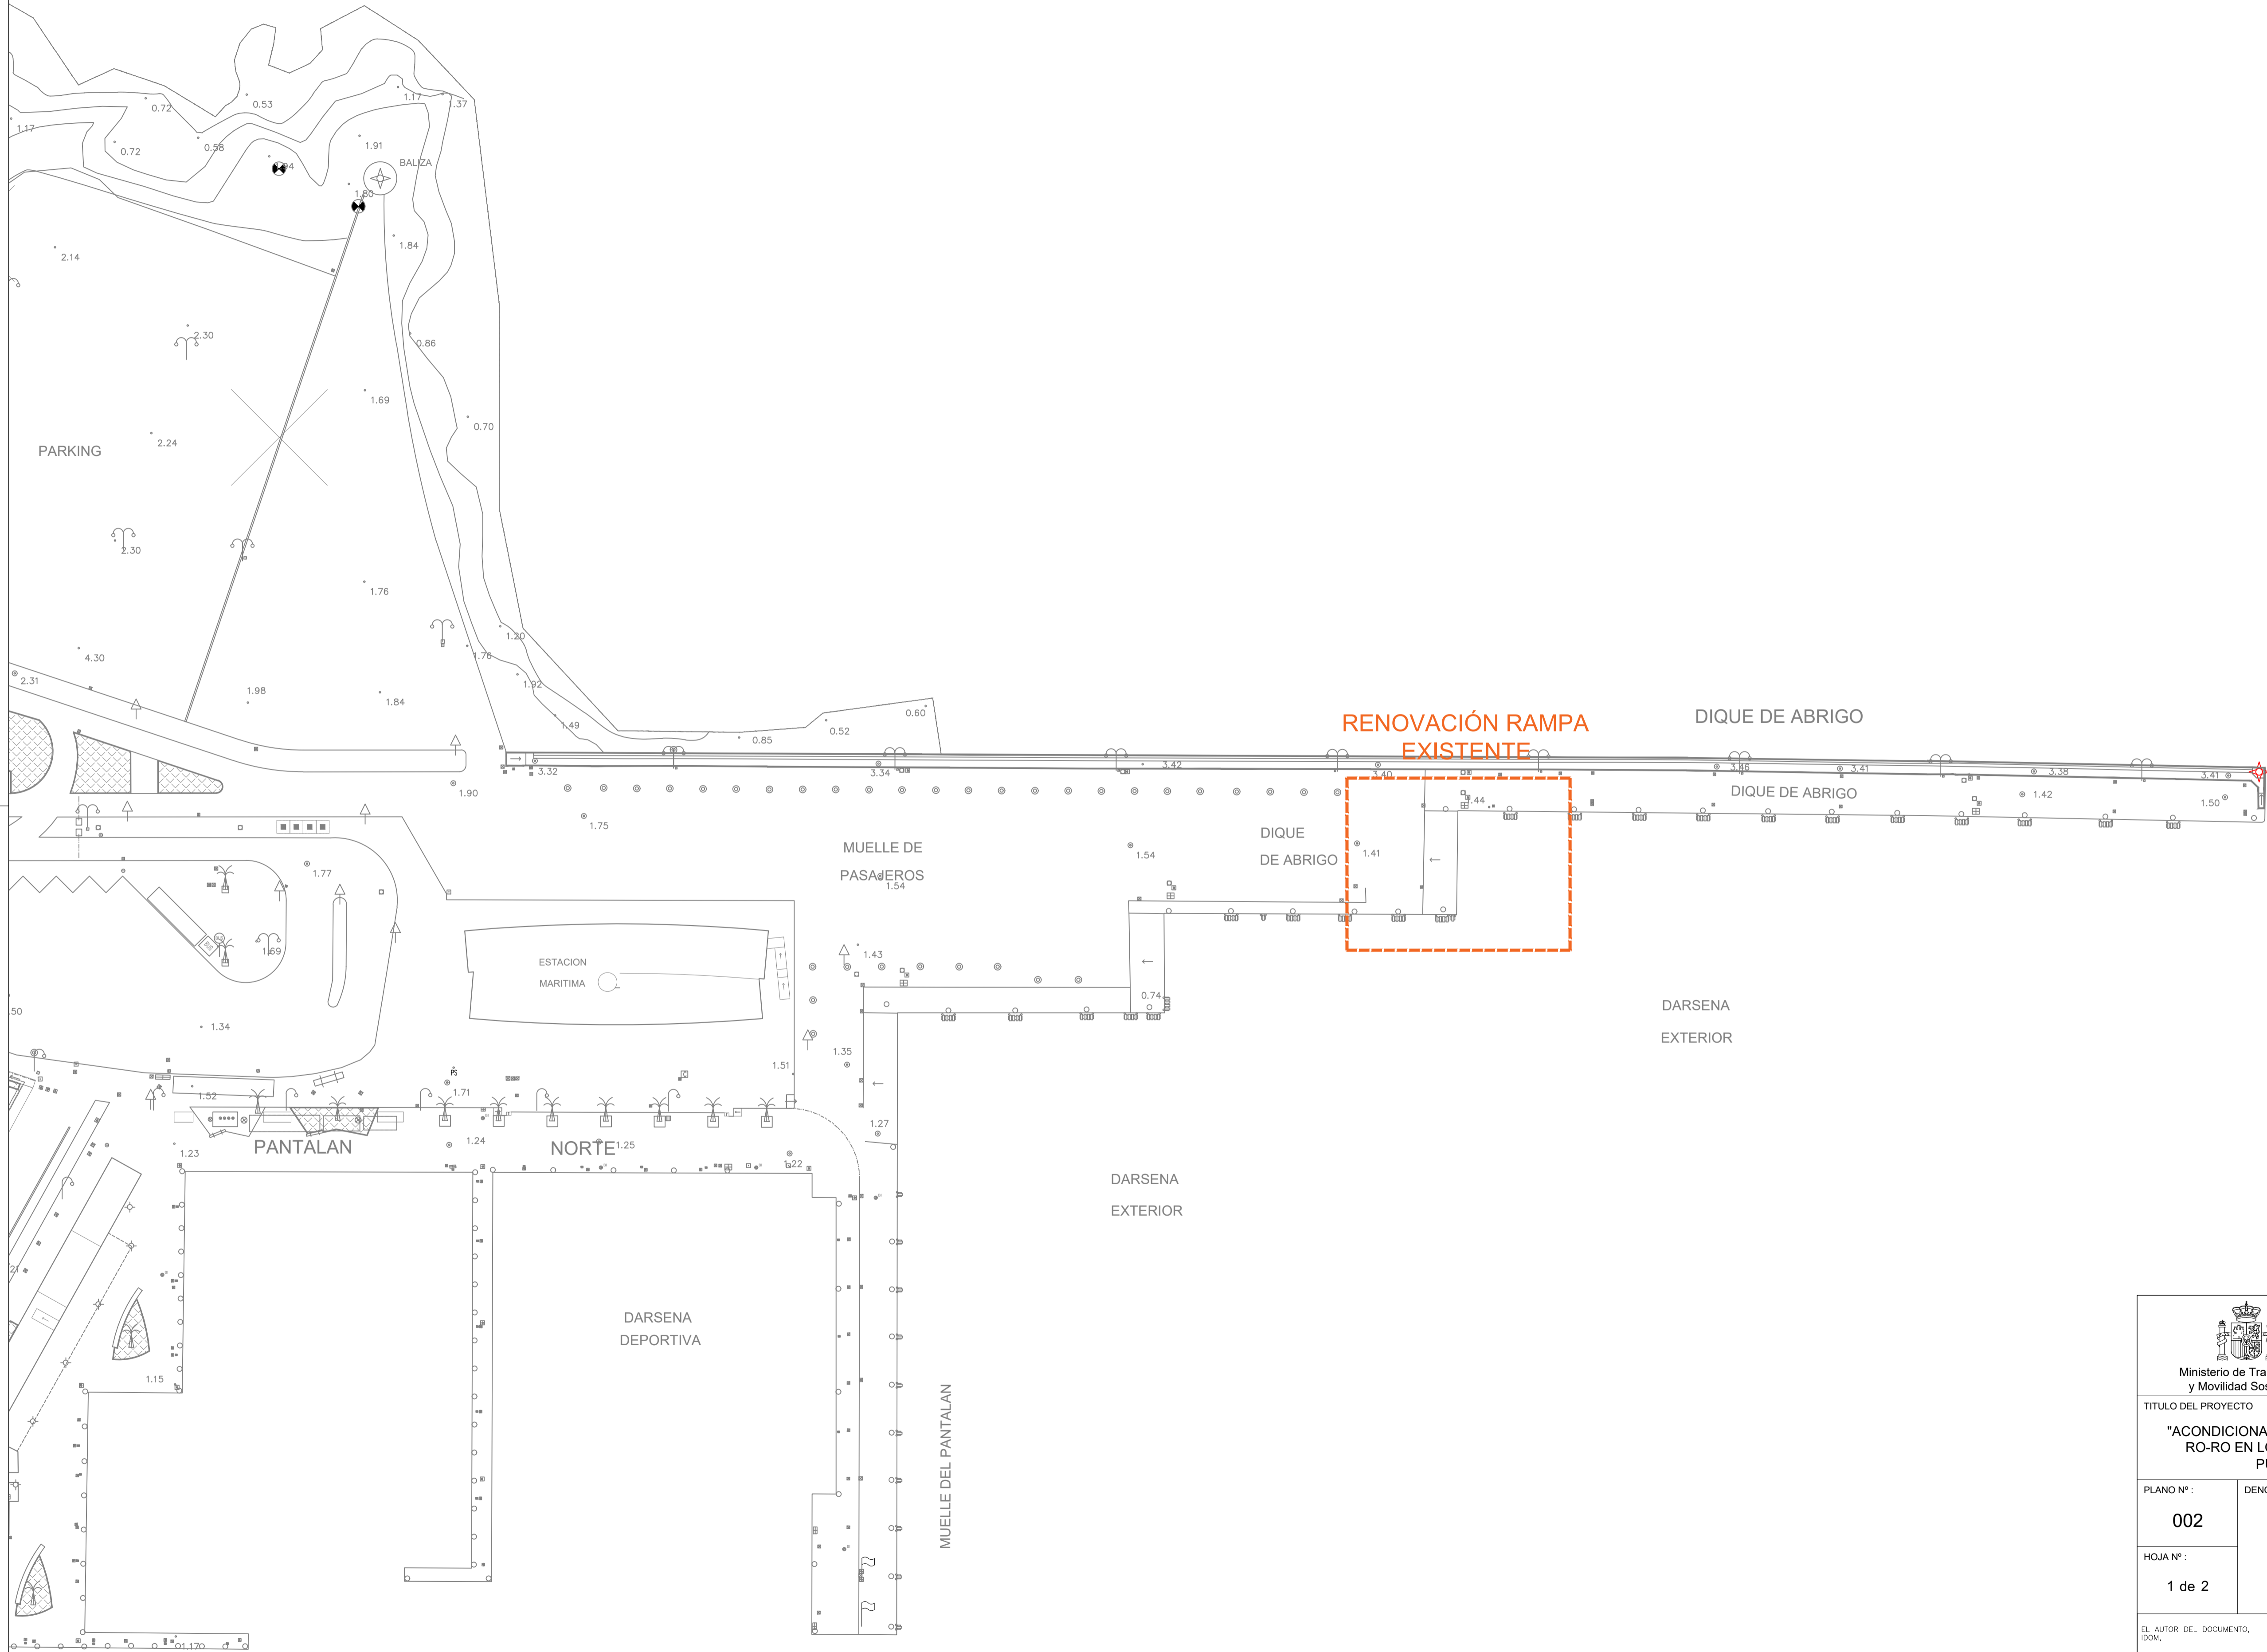 0.72
0.53
1.17
1.37
1.17
0.72
0.58
1.91
BALIZA
1.80
1.84
2.14
2.30
0.86
1.69
0.70
2.24
PARKING
2.30
1.76
1.20
1.76
4.30
2.31
1.98
1.84
1.92
1.49
0.85
0.52
0.60
RENOVACIÓN RAMPA
EXISTENTE
DIQUE DE ABRIGO
3.32
3.34
3.42
3.40
3.46
3.41
3.38
3.41
1.90
1.75
DIQUE DE ABRIGO
1.42
1.50
.44
MUELLE DE
PASAJEROS
1.54
1.54
DIQUE
DE ABRIGO
1.41
1.77
1.69
ESTACION
MARITIMA
1.43
0.74
DARSENA
EXTERIOR
.50
1.34
1.35
1.51
PS
1.71
1.52
1.27
1.23
PANTALAN
1.24
NORTE
1.25
1.22
DARSENA
EXTERIOR
21
DARSENA
DEPORTIVA
1.15
MUELLE DEL PANTALAN
1.17
Ministerio de Tra
y Movilidad Sos
TITULO DEL PROYECTO
"ACONDICIONA
RO-RO EN L
P
PLANO Nº :
DENO
002
HOJA Nº :
1 de 2
EL AUTOR DEL DOCUMENTO,
IDOM,